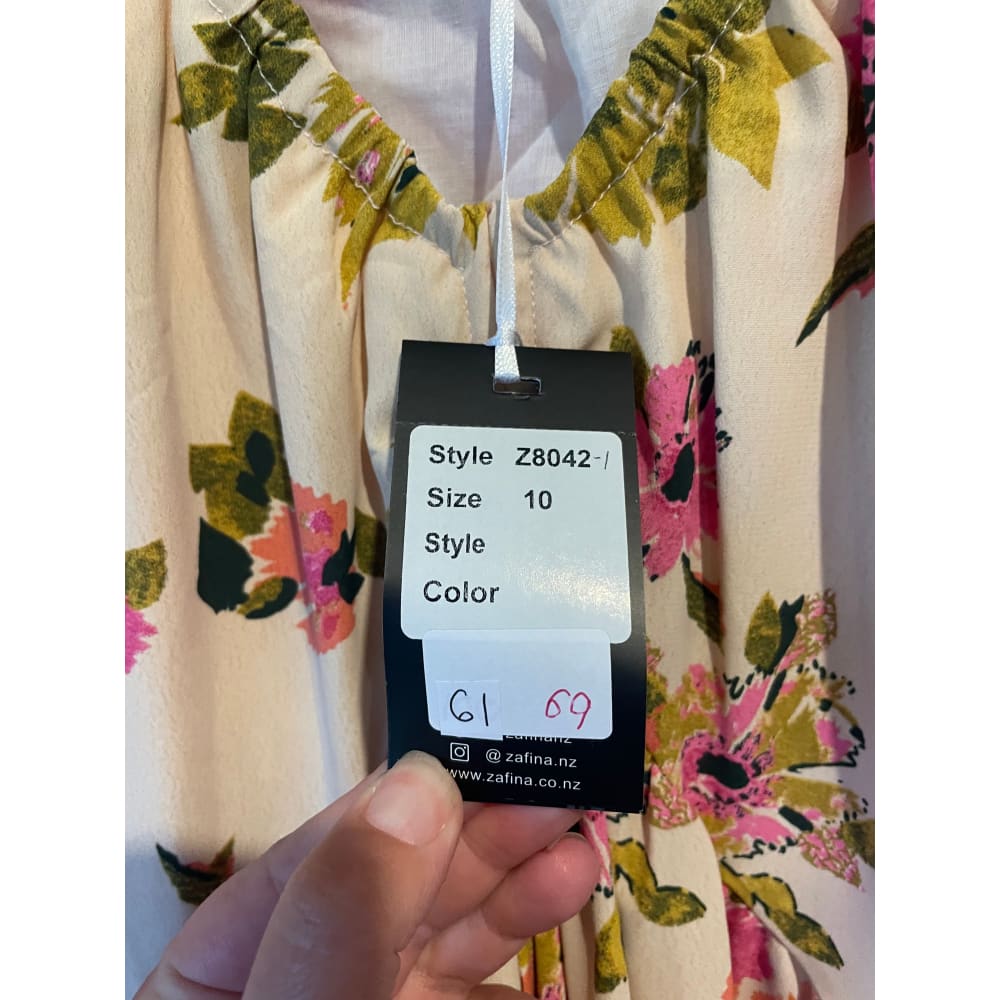 Style Z8042-1
Size 10
Style
Color
61 69
@zafina.nz
www.zafina.co.nz